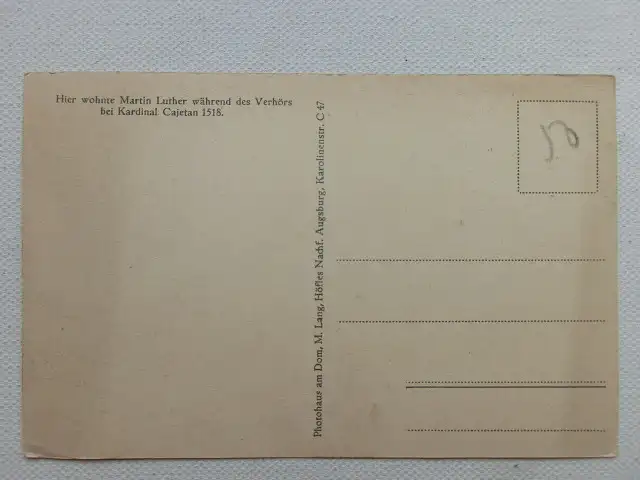 Hier wohnte Martin Luther während des Verhörs
bei Kardinal Cajetan 1518.
Photohaus am Dom, M. Lang, Höfles Nachf. Augsburg, Karolinenstr. C 47
50